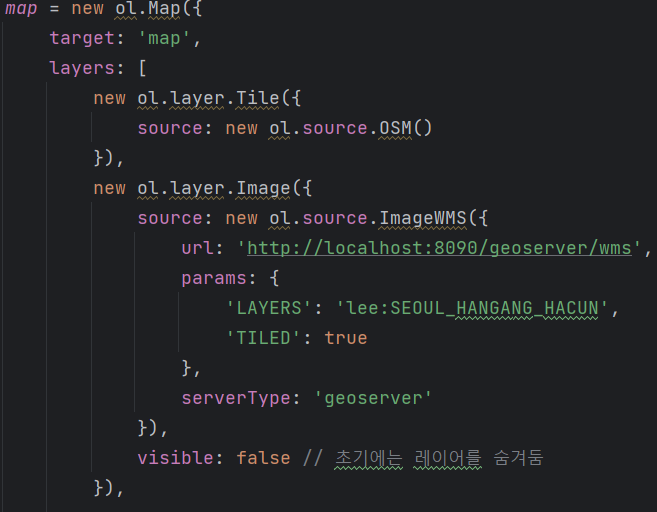 map = new ol.Map({
    target: 'map',
    layers: [
        new ol.layer.Tile({
            source: new ol.source.OSM()
        }),
        new ol.layer.Image({
            source: new ol.source.ImageWMS({
                url: 'http://localhost:8090/geoserver/wms',
                params: {
                    'LAYERS': 'lee:SEOUL_HANGANG_HACUN',
                    'TILED': true
                },
                serverType: 'geoserver'
            }),
            visible: false // 초기에는 레이어를 숨겨둠
        }),